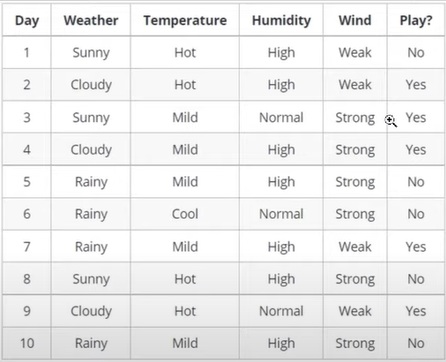 Day Weather Temperature Humidity Wind Play?
1 Sunny Hot High Weak No
2 Cloudy Hot High Weak Yes
3 Sunny Mild Normal Strong Yes
4 Cloudy Mild High Strong Yes
5 Rainy Mild High Strong No
6 Rainy Cool Normal Strong No
7 Rainy Mild High Weak Yes
8 Sunny Hot High Strong No
9 Cloudy Hot Normal Weak Yes
10 Rainy Mild High Strong No